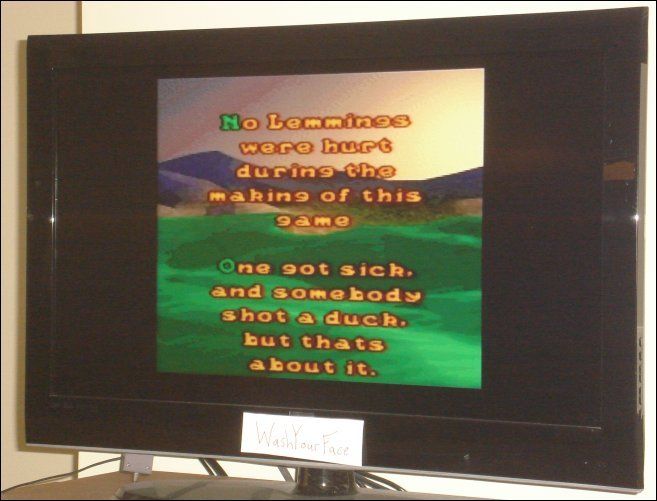 No Lemmings
were hurt
during the
making of this
game
One got sick,
and somebody
shot a duck,
but thats
about it.
WashYourFace